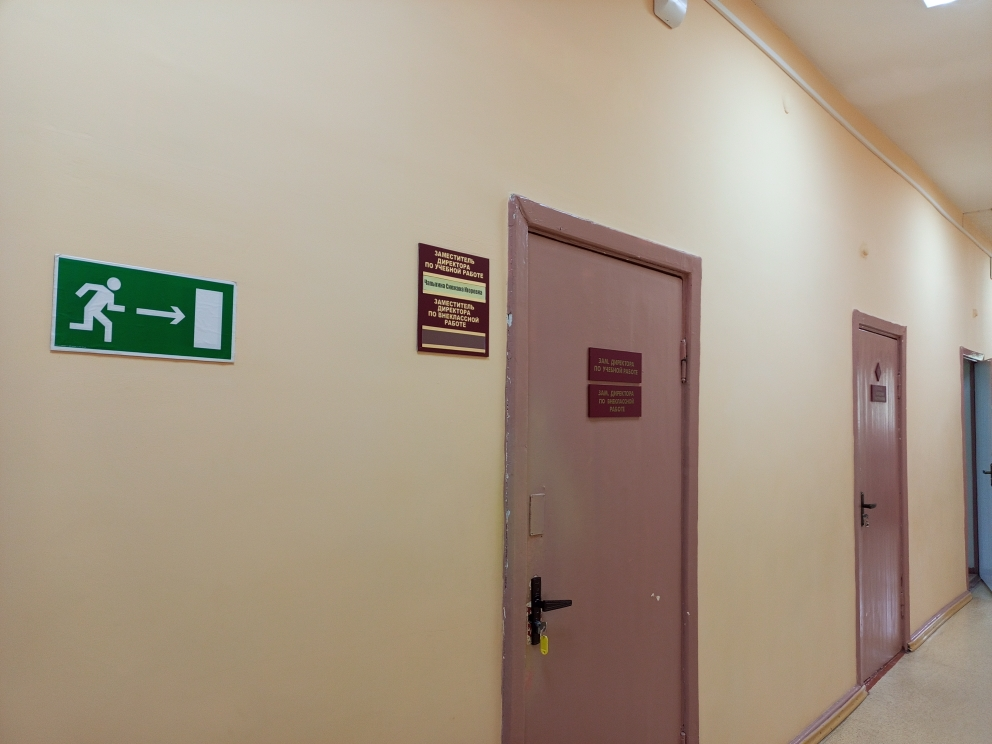 ЗАМЕСТИТЕЛЬ
ДИРЕКТОРА
ПО УЧЕБНОЙ РАБОТЕ
ЗАМЕСТИТЕЛЬ
ДИРЕКТОРА
ПО ВНЕКЛАССНОЙ
РАБОТЕ
ЗАМ. ДИРЕКТОРА
ПО УЧЕБНОЙ РАБОТЕ
ЗАМ. ДИРЕКТОРА
ПО ВНЕКЛАССНОЙ
РАБОТЕ